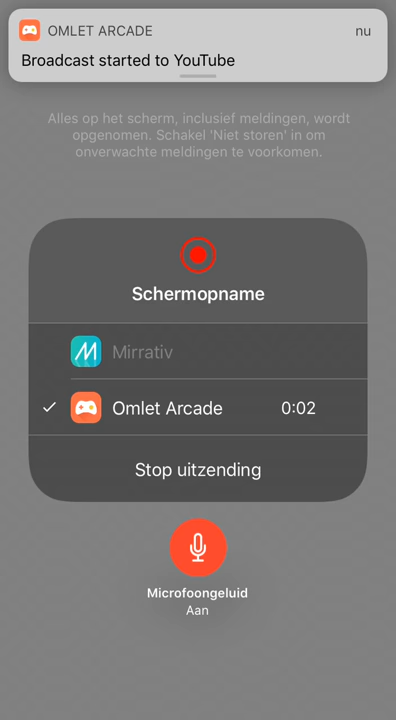 OMLET ARCADE nu
Broadcast started to YouTube
Alles op het scherm, inclusief meldingen, wordt
opgenomen. Schakel 'Niet storen' in om
onverwachte meldingen te voorkomen.
Schermopname
Mirrativ
Omlet Arcade 0:02
Stop uitzending
Microfoongeluid
Aan